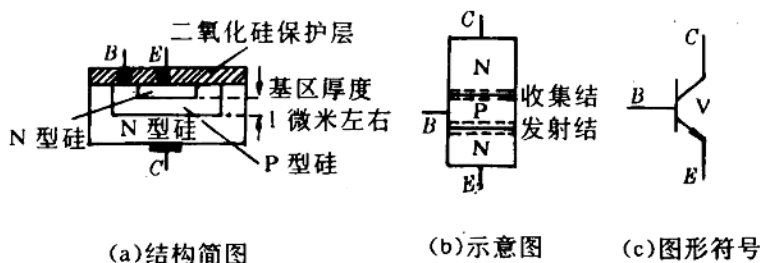 二氧化硅保护层
B E
基区厚度
1微米左右
N型硅
N型硅
P型硅
C
(a)结构简图
C
N
收集结
P
B
发射结
N
E
(b)示意图
C
B
V
E
(c)图形符号